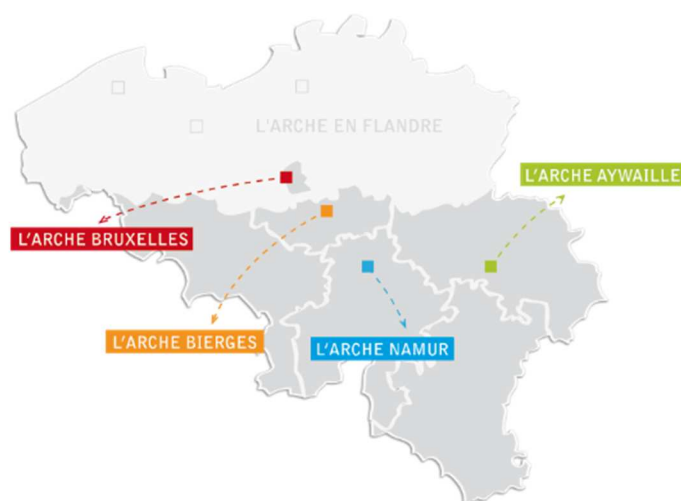 L'ARCHE EN FLANDRE
L'ARCHE AYWAILLE
L'ARCHE BRUXELLES
L'ARCHE BIERGES
L'ARCHE NAMUR